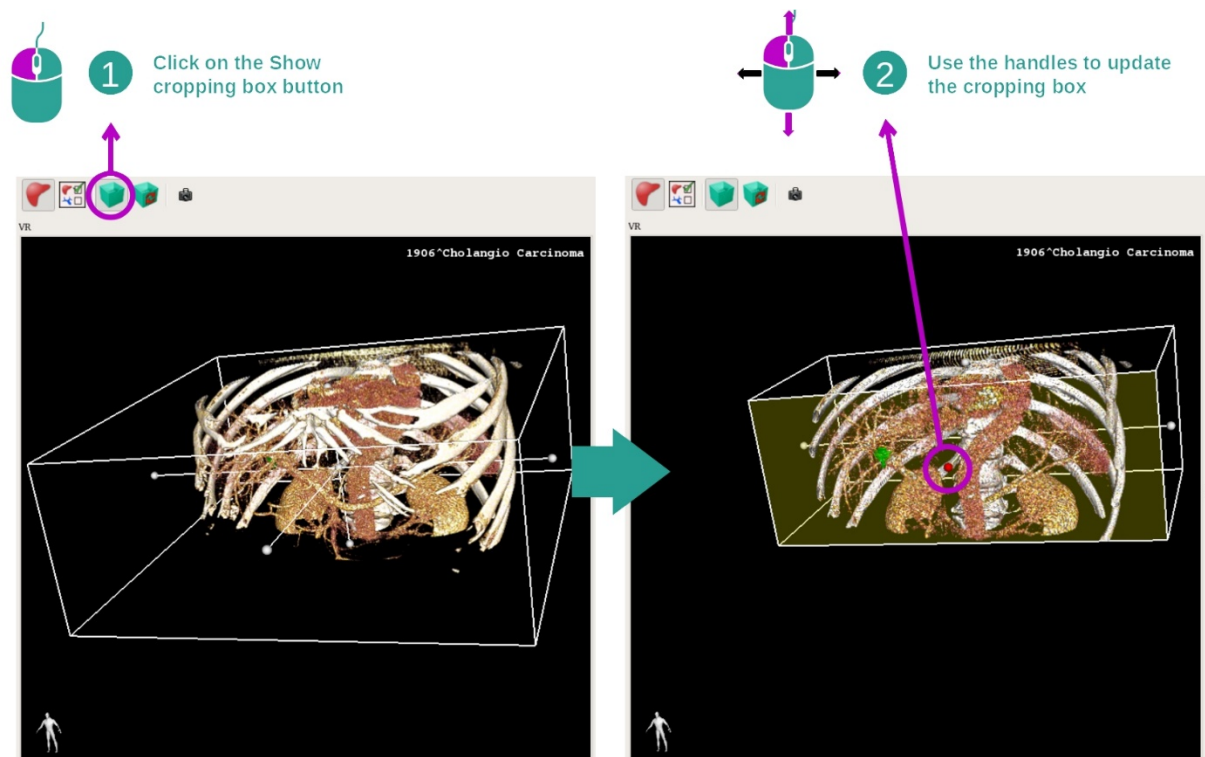 1
Click on the Show
cropping box button
2
Use the handles to update
the cropping box
VR
1906^Cholangio Carcinoma
VR
1906^Cholangio Carcinoma